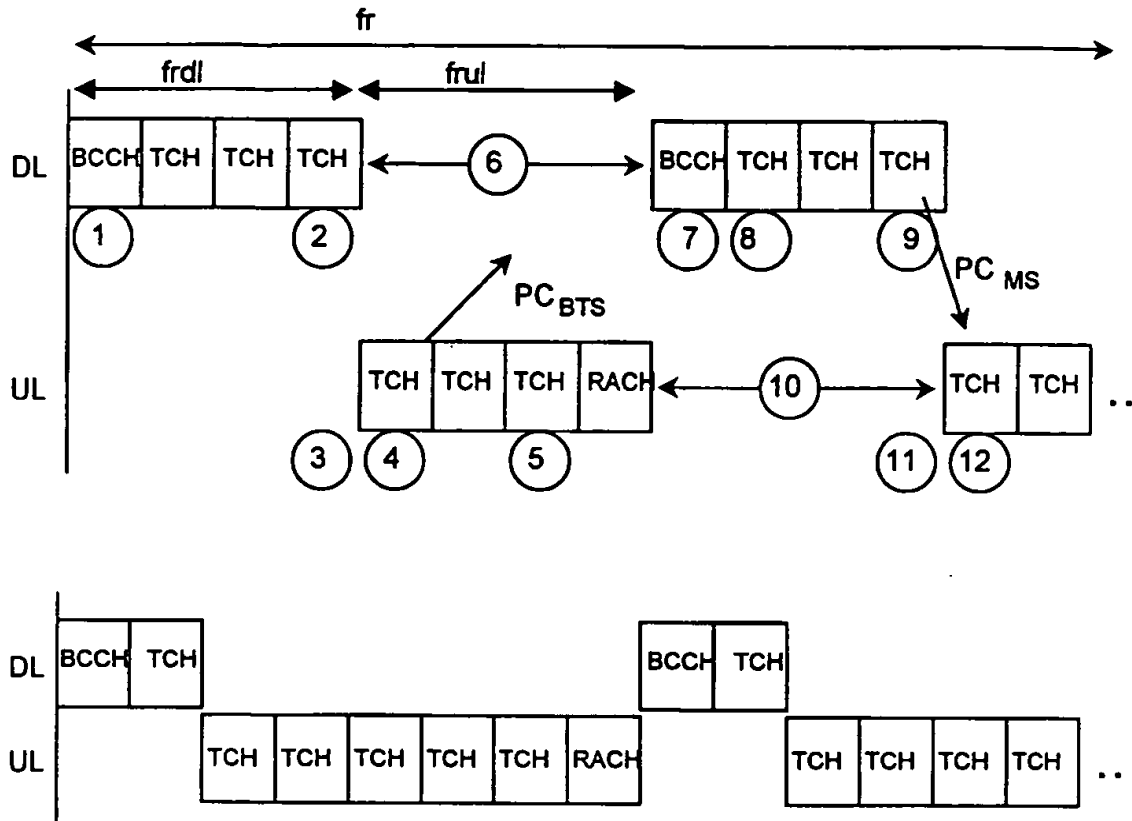 fr
frdl frul
DL BCCH TCH TCH TCH 6 BCCH TCH TCH TCH
1 2 7 8 9
PC BTS PC MS
UL TCH TCH TCH RACH 10 TCH TCH ..
3 4 5 11 12
DL BCCH TCH BCCH TCH
UL TCH TCH TCH TCH TCH RACH TCH TCH TCH TCH ..